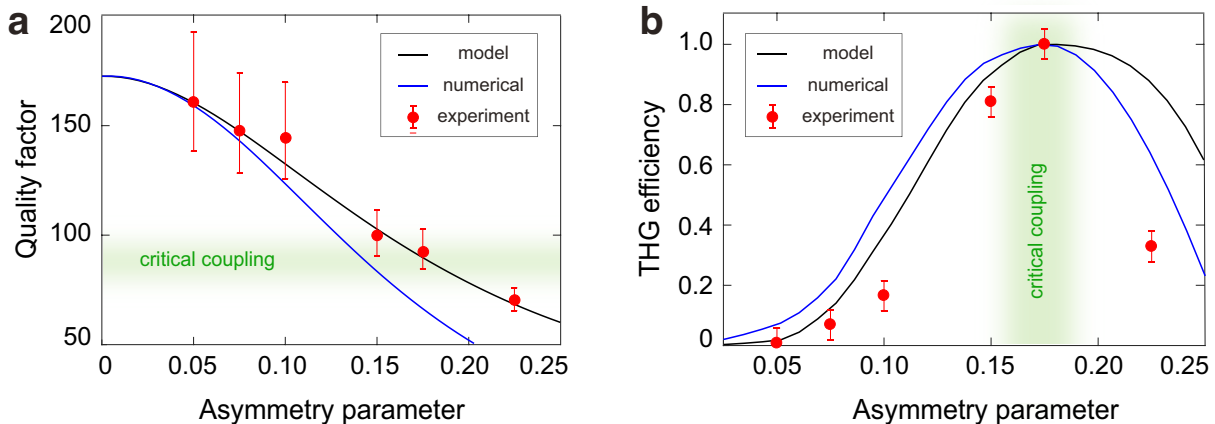 a
200
150
100
50
0
0.05
0.10
0.15
0.20
0.25
Asymmetry parameter
Quality factor
model
numerical
experiment
critical coupling
b
1.0
0.8
0.6
0.4
0.2
0
0.05
0.10
0.15
0.20
0.25
Asymmetry parameter
THG efficiency
model
numerical
experiment
critical coupling